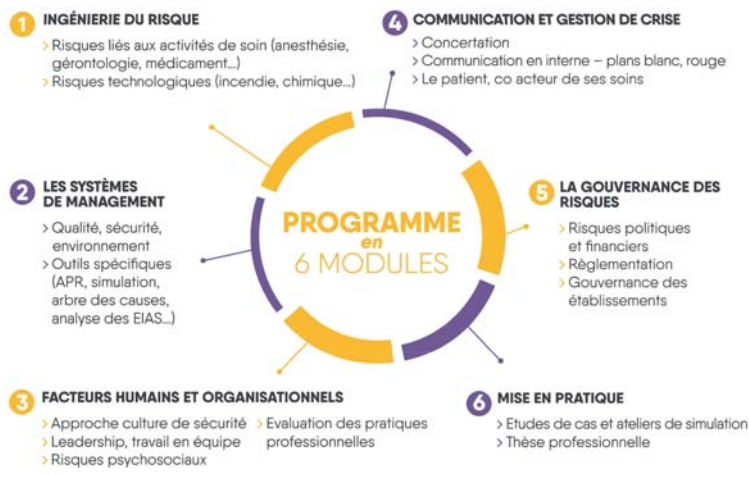 1 INGÉNIERIE DU RISQUE
> Risques liés aux activités de soin (anesthésie,
gérontologie, médicament...)
> Risques technologiques (incendie, chimique...)
2 LES SYSTÈMES
DE MANAGEMENT
> Qualité, sécurité,
environnement
> Outils spécifiques
(APR, simulation,
arbre des causes,
analyse des EIAS...)
3 FACTEURS HUMAINS ET ORGANISATIONNELS
> Approche culture de sécurité
> Leadership, travail en équipe
> Risques psychosociaux
> Evaluation des pratiques
professionnelles
PROGRAMME
en
6 MODULES
4 COMMUNICATION ET GESTION DE CRISE
> Concertation
> Communication en interne – plans blanc, rouge
> Le patient, co acteur de ses soins
5 LA GOUVERNANCE DES
RISQUES
> Risques politiques
et financiers
> Règlementation
> Gouvernance des
établissements
6 MISE EN PRATIQUE
> Etudes de cas et ateliers de simulation
> Thèse professionnelle